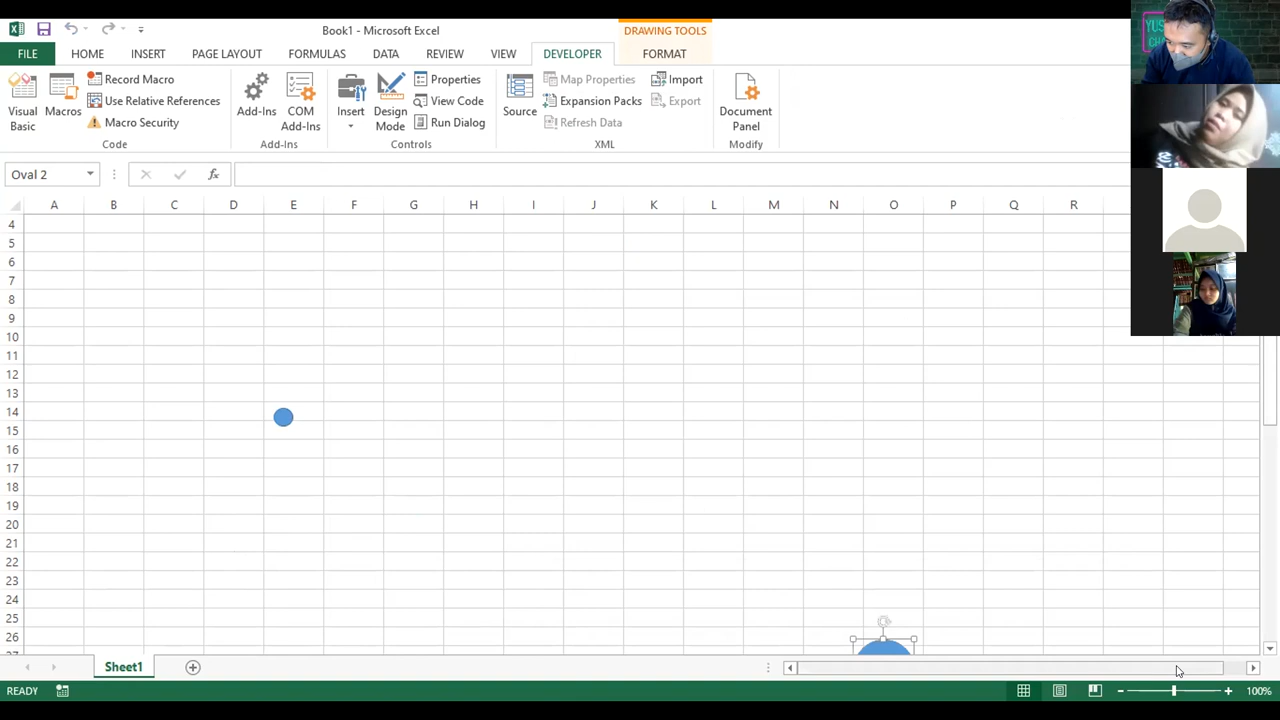 Book1 - Microsoft Excel
DRAWING TOOLS
FILE HOME INSERT PAGE LAYOUT FORMULAS DATA REVIEW VIEW DEVELOPER FORMAT
Visual Basic
Macros
Record Macro
Use Relative References
Macro Security
Code
Add-Ins
COM Add-Ins
Add-Ins
Insert
Design Mode
Properties
View Code
Run Dialog
Controls
Source
Map Properties
Expansion Packs
Refresh Data
Import
Export
XML
Document Panel
Modify
Oval 2
fx
A B C D E F G H I J K L M N O P Q R
4
5
6
7
8
9
10
11
12
13
14
15
16
17
18
19
20
21
22
23
24
25
26
27
Sheet1
READY
100%